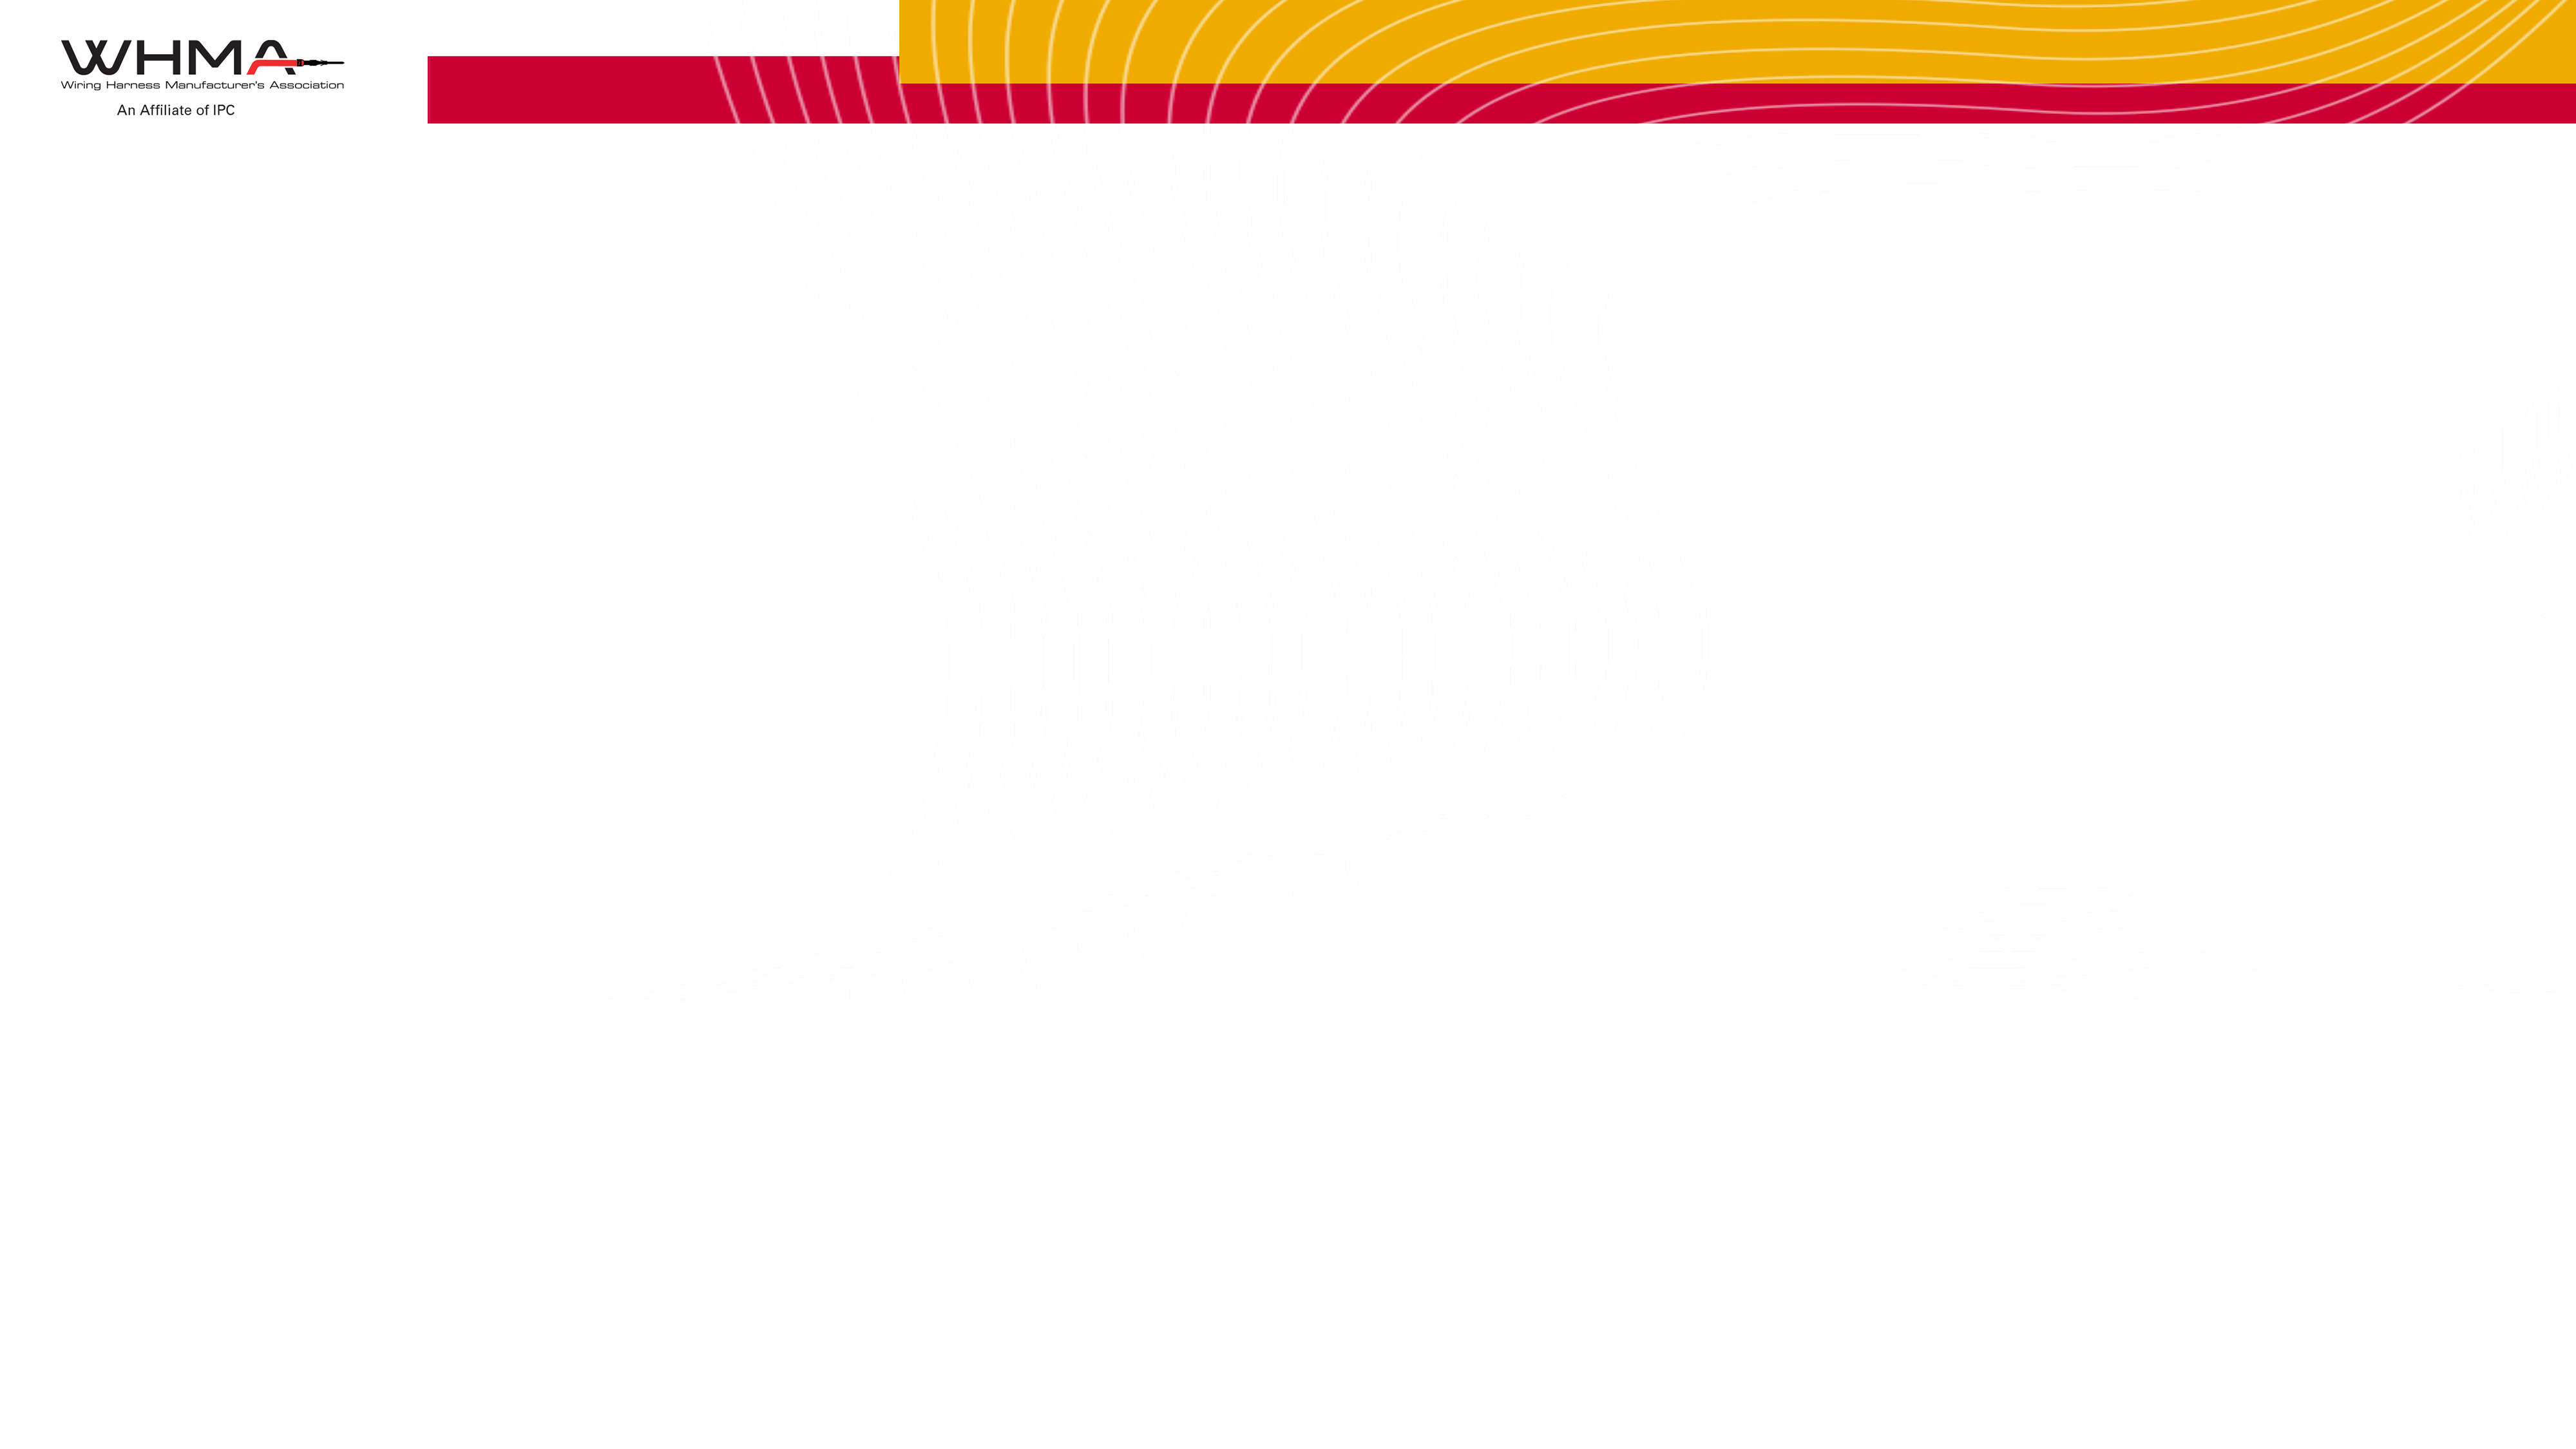 WHMA
Wiring Harness Manufacturer's Association
An Affiliate of IPC